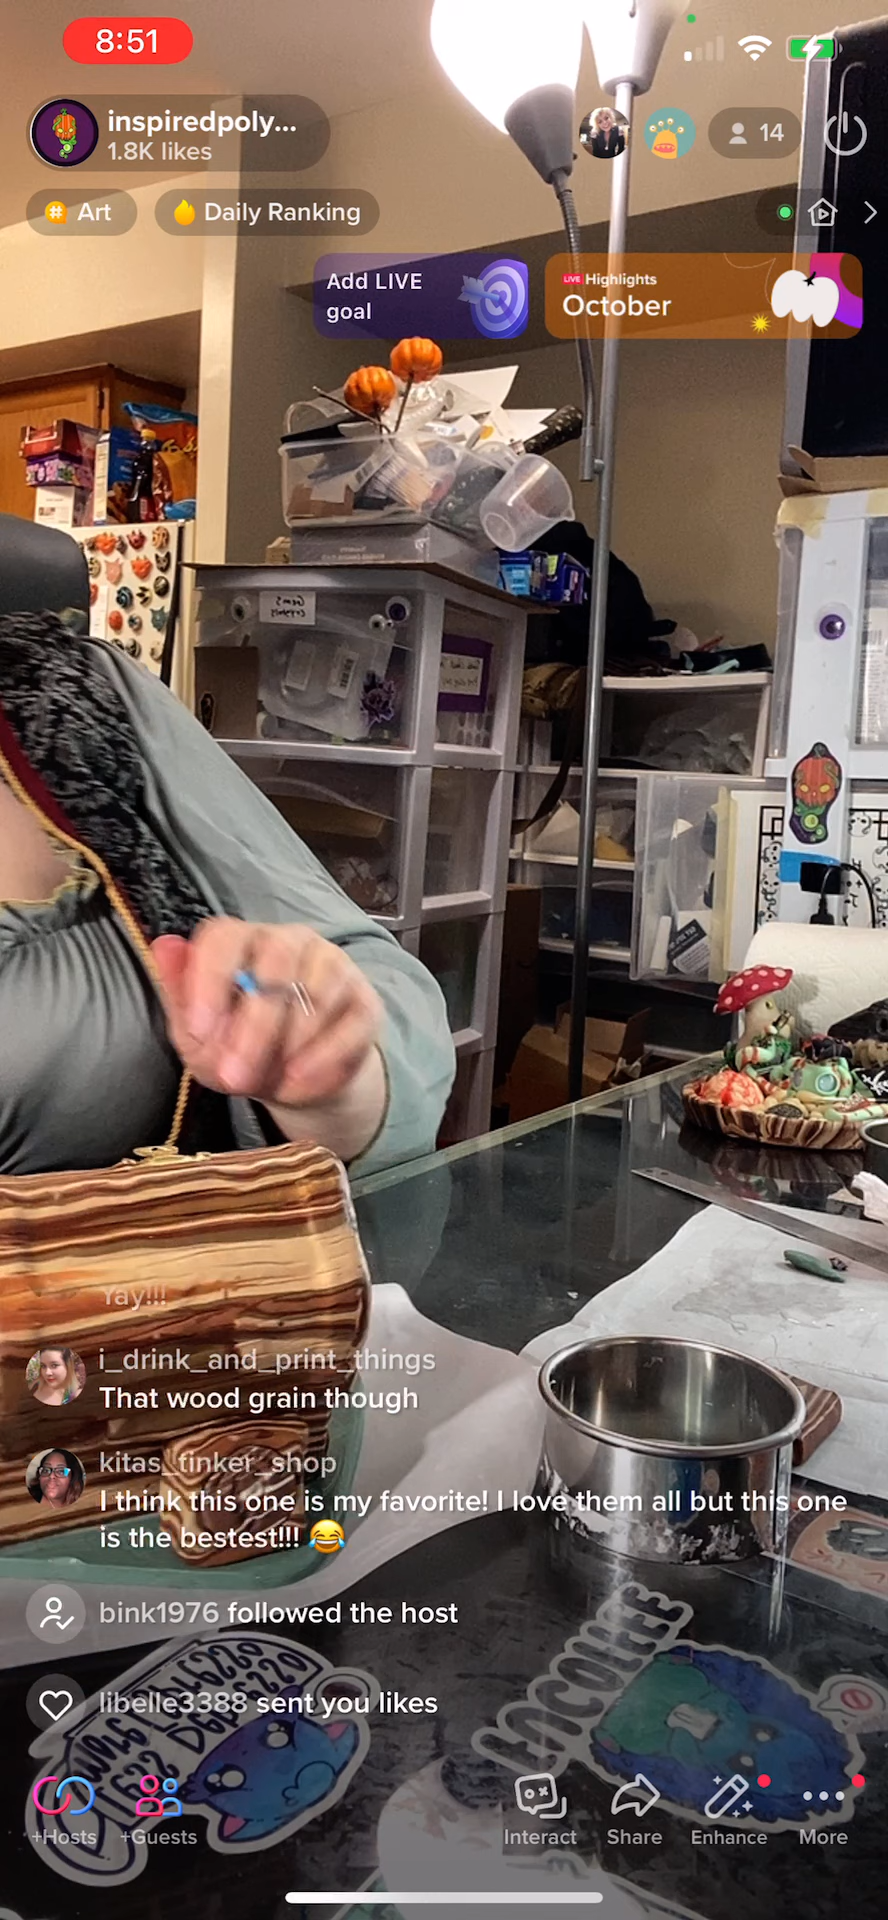 8:51
inspiredpoly...
1.8K likes
14
Art
Daily Ranking
Add LIVE
goal
LIVE Highlights
October
Yay!!!
i_drink_and_print_things
That wood grain though
kitas_tinker_shop
I think this one is my favorite! I love them all but this one
is the bestest!!! 😂
bink1976 followed the host
libelle3388 sent you likes
+Hosts
+Guests
Interact
Share
Enhance
More